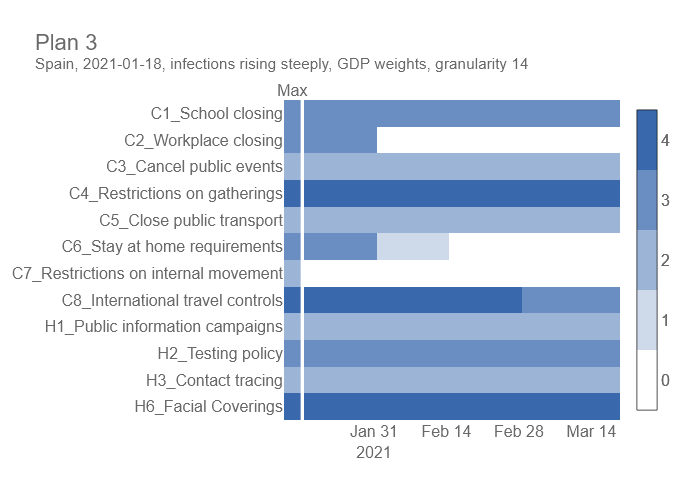 Plan 3
Spain, 2021-01-18, infections rising steeply, GDP weights, granularity 14
Max
C1_School closing
C2_Workplace closing
C3_Cancel public events
C4_Restrictions on gatherings
C5_Close public transport
C6_Stay at home requirements
C7_Restrictions on internal movement
C8_International travel controls
H1_Public information campaigns
H2_Testing policy
H3_Contact tracing
H6_Facial Coverings
4
3
2
1
0
Jan 31 Feb 14 Feb 28 Mar 14
2021